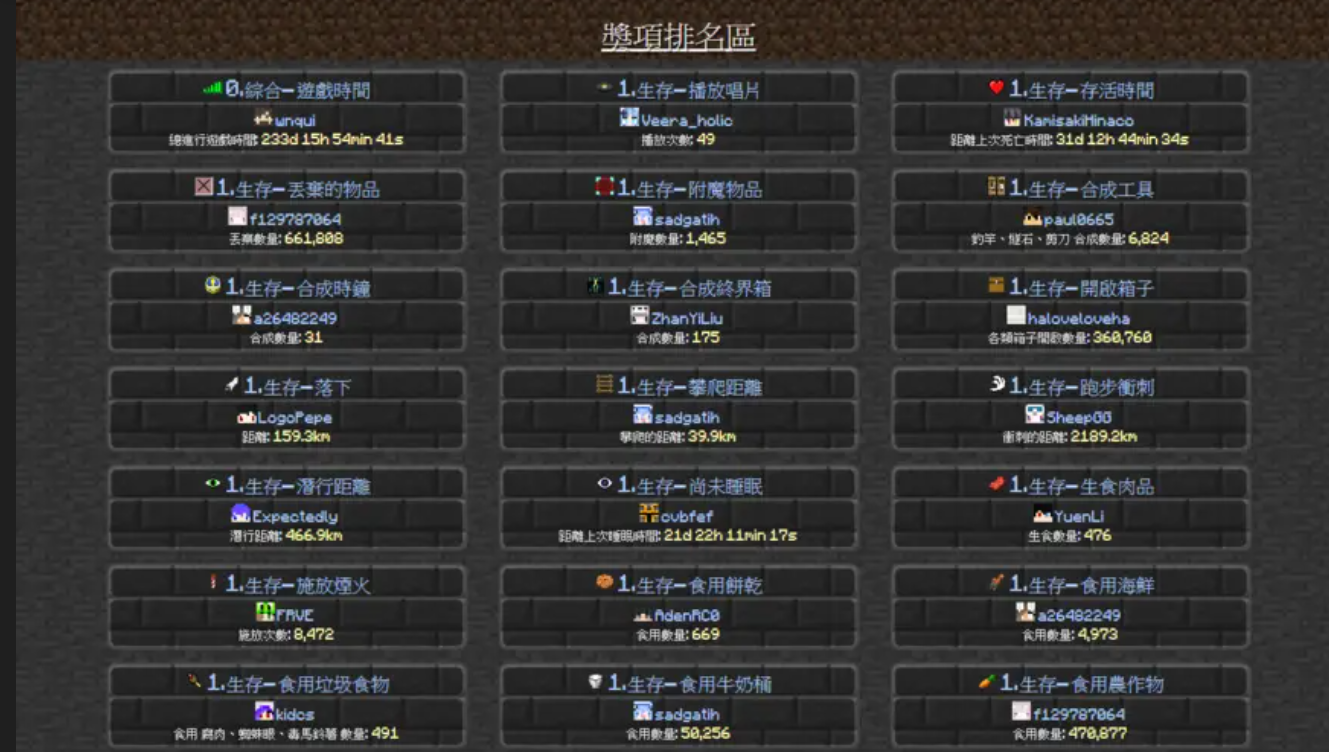 獎項排名區
0.綜合-遊戲時間
wnqui
總進行遊戲時間: 233d 15h 54min 41s
1.生存-播放唱片
Veera_holic
播放次數: 49
1.生存-存活時間
KamisakiMinaco
距離上次死亡時間: 31d 12h 44min 34s
1.生存-丟棄的物品
f129787064
丟棄數量: 661,808
1.生存-附魔物品
sadgatih
附魔數量: 1,465
1.生存-合成工具
paul0665
釣竿、燧石、剪刀 合成數量: 6,824
1.生存-合成時鐘
a26482249
合成數量: 31
1.生存-合成終界箱
ZhanYiLiu
合成數量: 175
1.生存-開啟箱子
haloveloveha
各類箱子開啟數量: 360,760
1.生存-落下
LogoPepe
距離: 159.3km
1.生存-攀爬距離
sadgatih
攀爬的距離: 39.9km
1.生存-跑步衝刺
SheepGG
衝刺的距離: 2189.2km
1.生存-潛行距離
Expectedly
潛行距離: 466.9km
1.生存-尚未睡眠
ovbfef
距離上次睡眠時間: 21d 22h 11min 17s
1.生存-生食肉品
YuenLi
生食數量: 476
1.生存-施放煙火
FRVE
施放次數: 8,472
1.生存-食用餅乾
AdenRC0
食用數量: 669
1.生存-食用海鮮
a26482249
食用數量: 4,973
1.生存-食用垃圾食物
kidos
食用 腐肉、蜘蛛眼、毒馬鈴薯 數量: 491
1.生存-食用牛奶桶
sadgatih
食用數量: 50,256
1.生存-食用農作物
f129787064
食用數量: 470,877